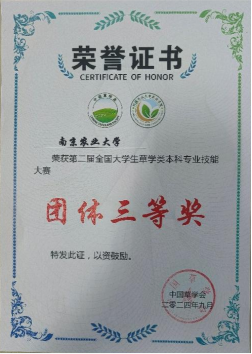 荣誉证书
CERTIFICATE OF HONOR
南京农业大学
荣获第二届全国大学生草学类本科专业技能
大赛
团体三等奖
特发此证，以资鼓励。
中国草学会
二零二四年九月